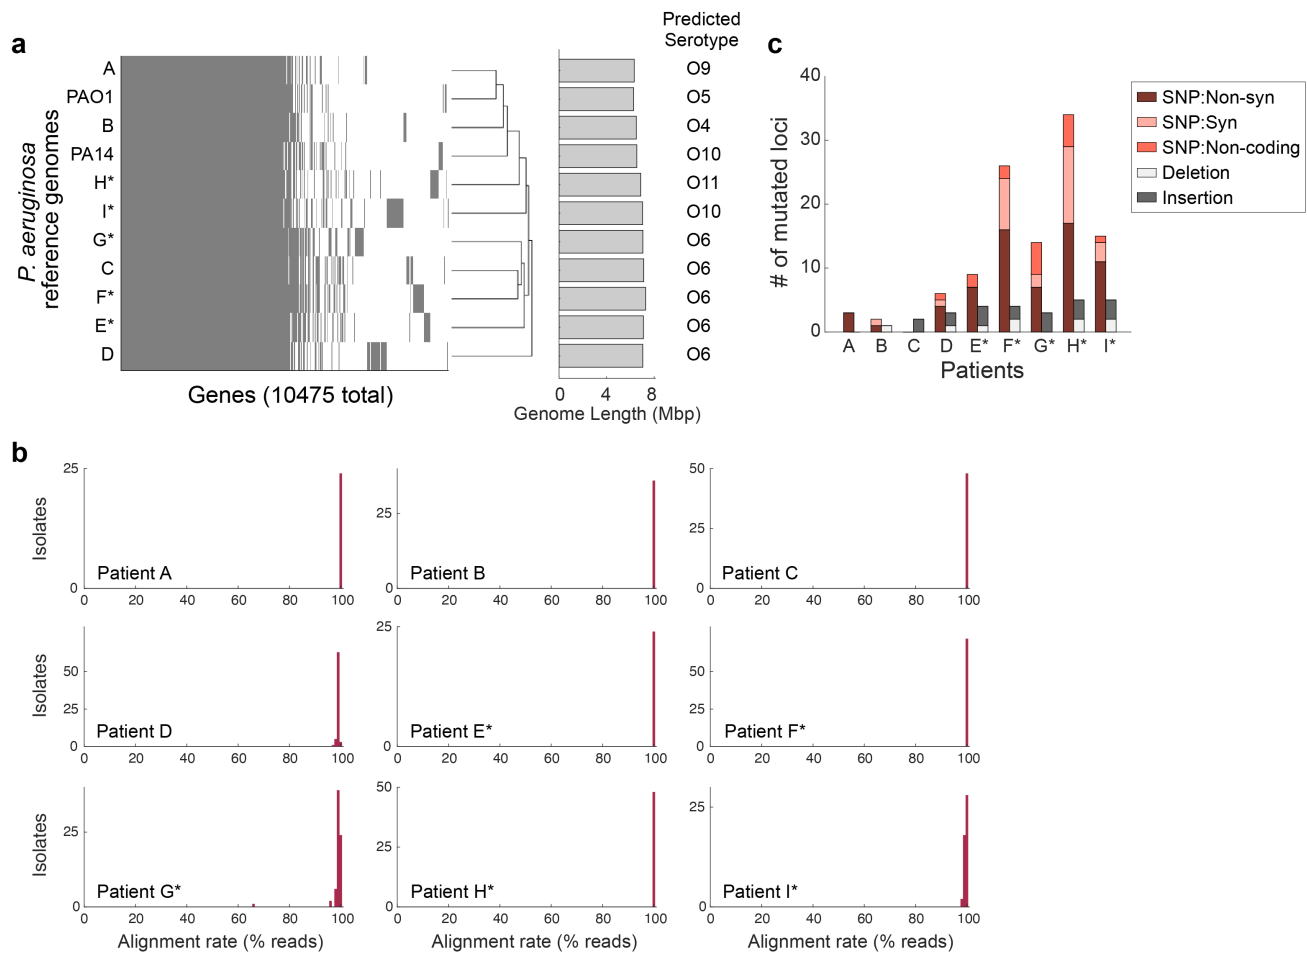 a
P. aeruginosa
reference genomes
A
PAO1
B
PA14
H*
I*
G*
C
F*
E*
D
Genes (10475 total)
0 4 8
Genome Length (Mbp)
Predicted
Serotype
O9
O5
O4
O10
O11
O10
O6
O6
O6
O6
O6
c
# of mutated loci
40
30
20
10
0
A B C D E* F* G* H* I*
Patients
SNP:Non-syn
SNP:Syn
SNP:Non-coding
Deletion
Insertion
b
Isolates
25
0
Patient A
0 20 40 60 80 100
25
0
Patient B
0 20 40 60 80 100
50
25
0
Patient C
0 20 40 60 80 100
Isolates
50
25
0
Patient D
0 20 40 60 80 100
25
0
Patient E*
0 20 40 60 80 100
50
25
0
Patient F*
0 20 40 60 80 100
Isolates
25
0
Patient G*
0 20 40 60 80 100
Alignment rate (% reads)
50
0
Patient H*
0 20 40 60 80 100
Alignment rate (% reads)
25
0
Patient I*
0 20 40 60 80 100
Alignment rate (% reads)